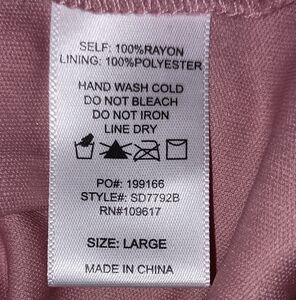 SELF: 100%RAYON
LINING: 100%POLYESTER
HAND WASH COLD
DO NOT BLEACH
DO NOT IRON
LINE DRY
PO#: 199166
STYLE#: SD7792B
RN#109617
SIZE: LARGE
MADE IN CHINA